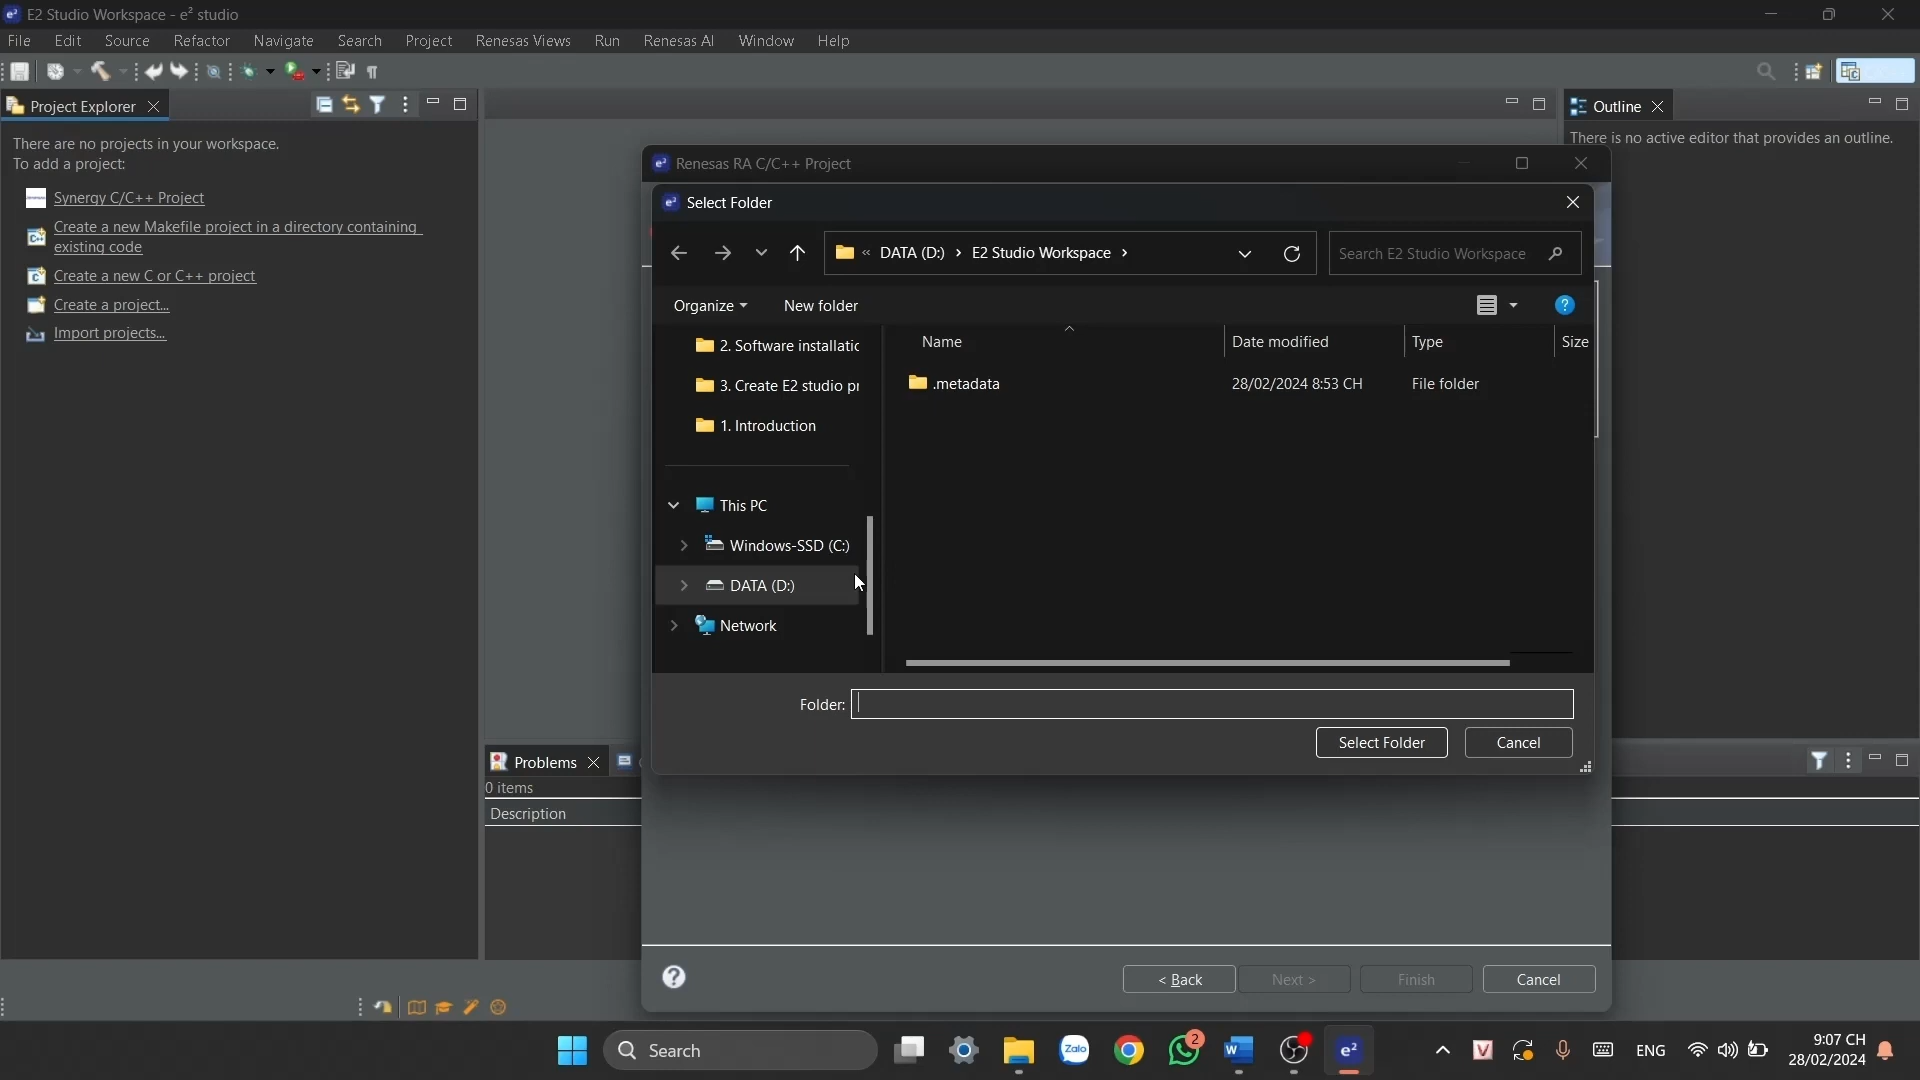 E2 Studio Workspace - e² studio
File Edit Source Refactor Navigate Search Project Renesas Views Run Renesas AI Window Help
Project Explorer
There are no projects in your workspace.
To add a project:
Synergy C/C++ Project
Create a new Makefile project in a directory containing
existing code
Create a new C or C++ project
Create a project...
Import projects...
Outline
There is no active editor that provides an outline.
Renesas RA C/C++ Project
Select Folder
« DATA (D:) › E2 Studio Workspace ›
Search E2 Studio Workspace
Organize New folder
2. Software installatic
3. Create E2 studio pr
1. Introduction
This PC
Windows-SSD (C:)
DATA (D:)
Network
Name Date modified Type Size
.metadata 28/02/2024 8:53 CH File folder
Folder:
Select Folder Cancel
Problems
0 items
Description
< Back Next > Finish Cancel
Search
Zalo
2
ENG
9:07 CH
28/02/2024